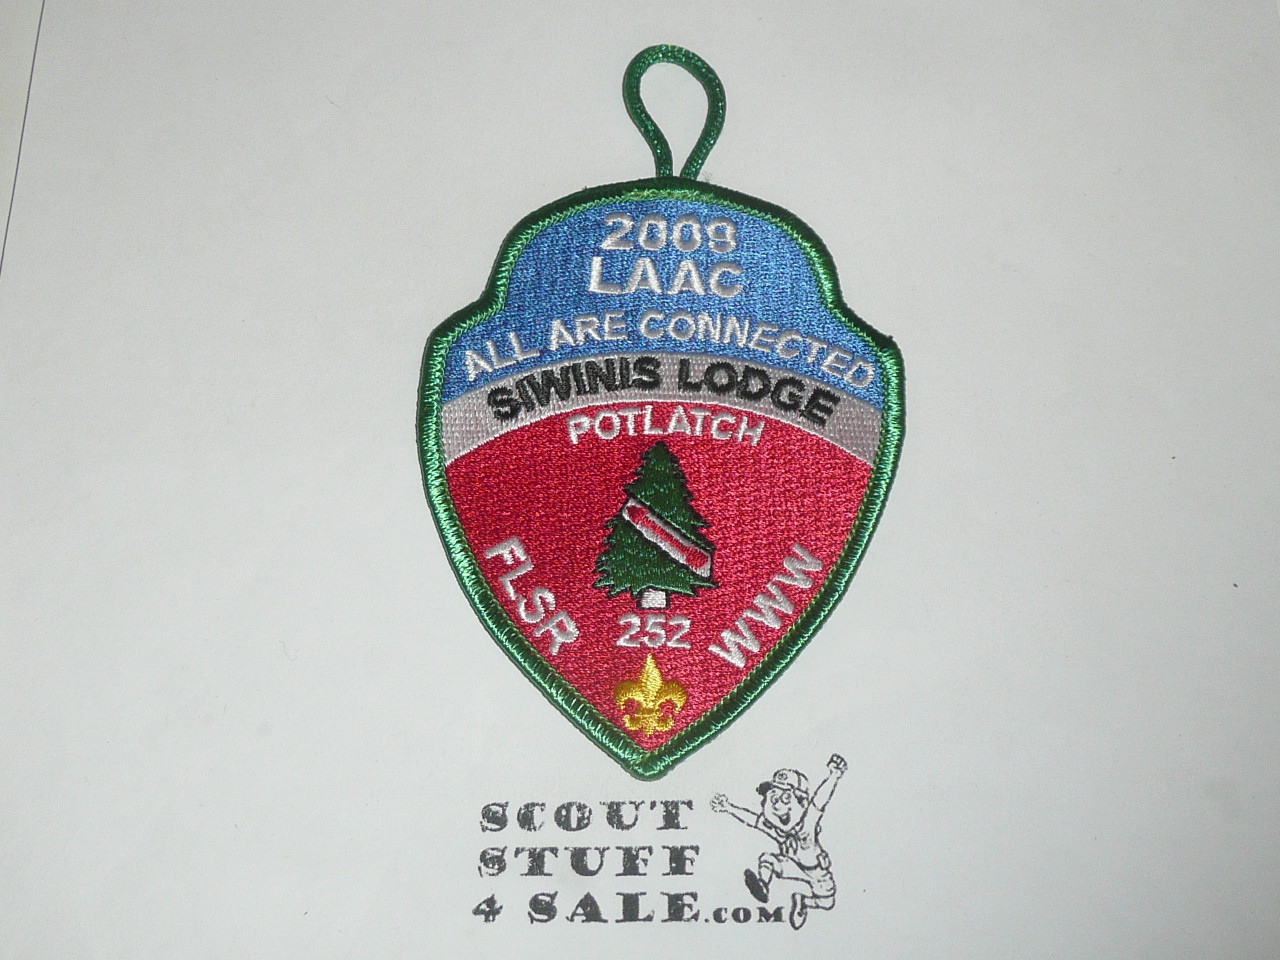 2009
LAAC
ALL ARE CONNECTED
SIWINIS LODGE
POTLATCH
FLSR
WWW
252
SCOUT
STUFF
4 SALE.COM